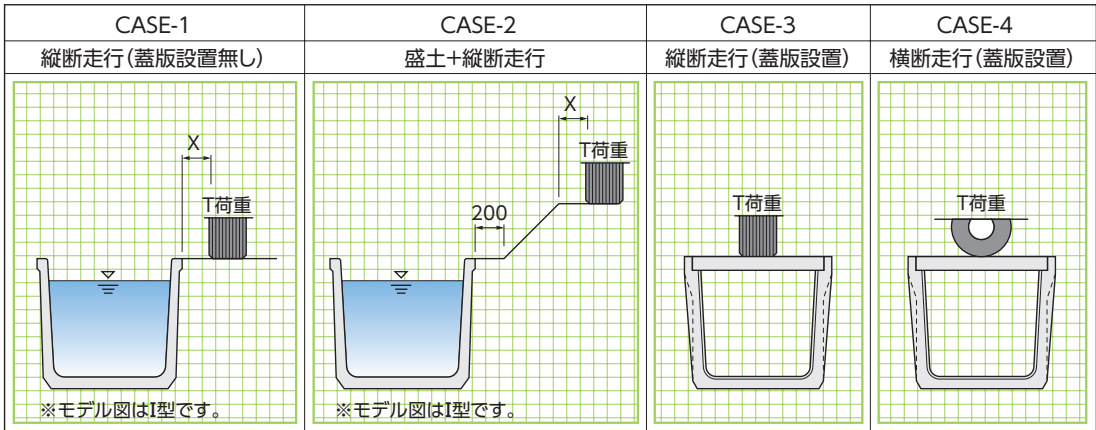 CASE-1
CASE-2
CASE-3
CASE-4
縦断走行(蓋版設置無し)
盛土+縦断走行
縦断走行(蓋版設置)
横断走行(蓋版設置)
X
T荷重
※モデル図はI型です。
X
T荷重
200
※モデル図はI型です。
T荷重
T荷重